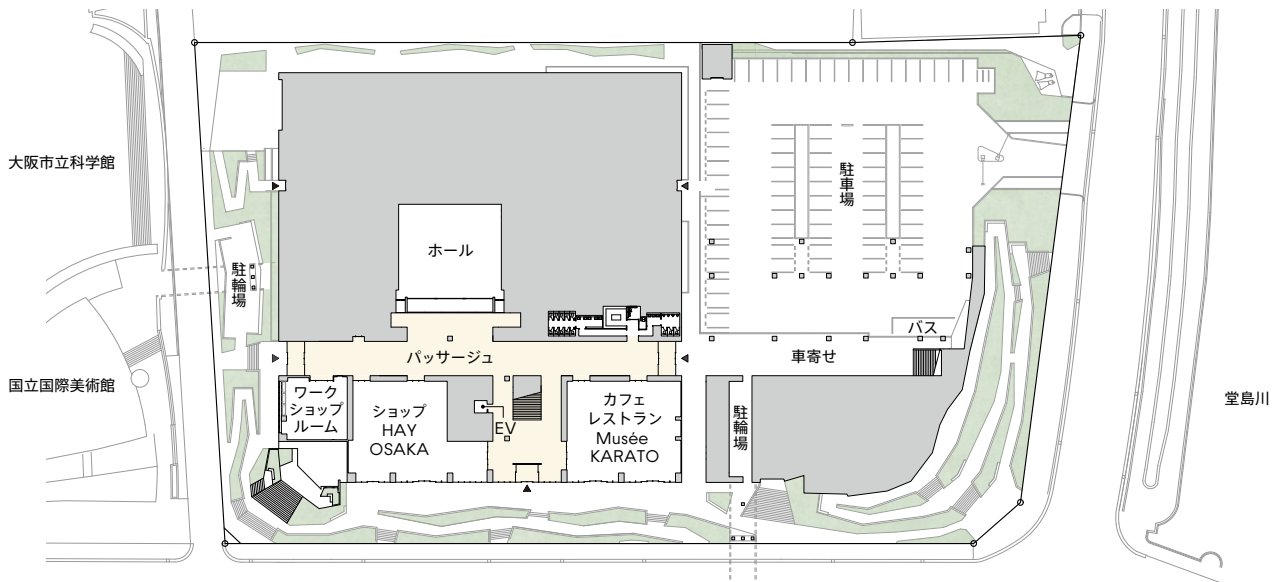 大阪市立科学館
国立国際美術館
駐輪場
ホール
パッサージュ
ワーク
ショップ
ルーム
ショップ
HAY
OSAKA
EV
カフェ
レストラン
Musée
KARATO
駐車場
バス
車寄せ
駐輪場
堂島川